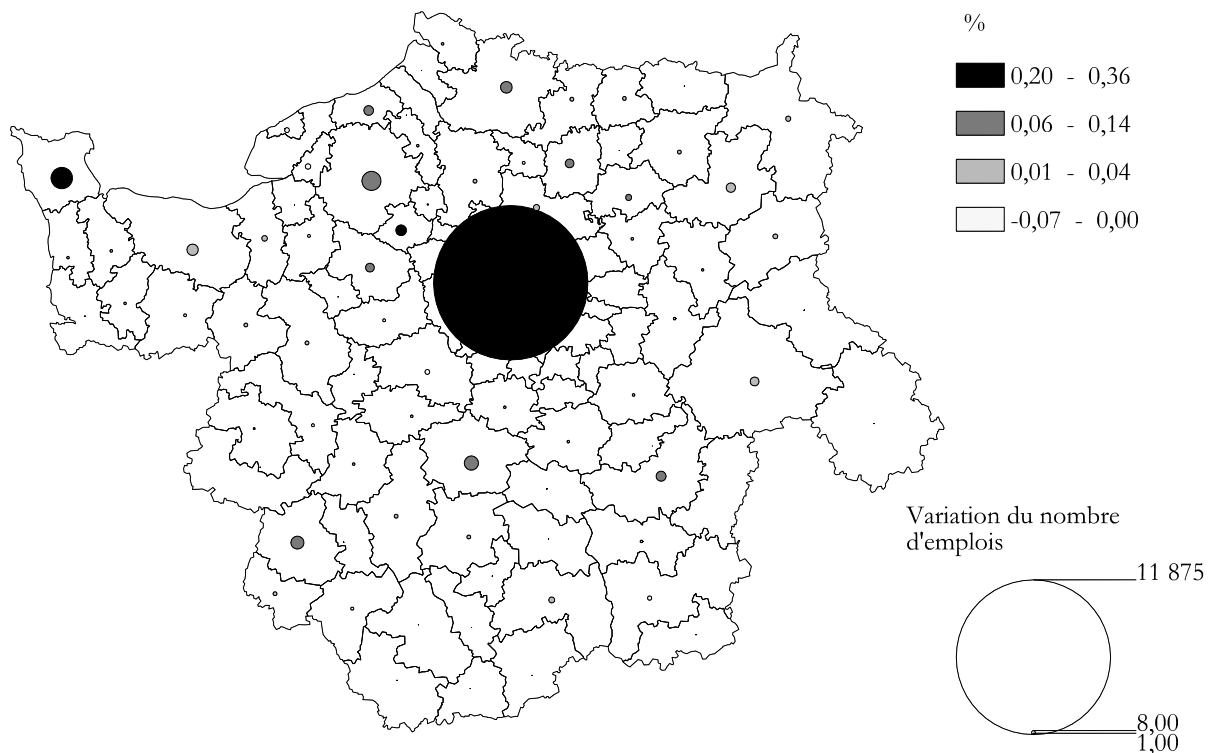 %
0,20 - 0,36
0,06 - 0,14
0,01 - 0,04
-0,07 - 0,00
Variation du nombre
d'emplois
11 875
8,00
1,00